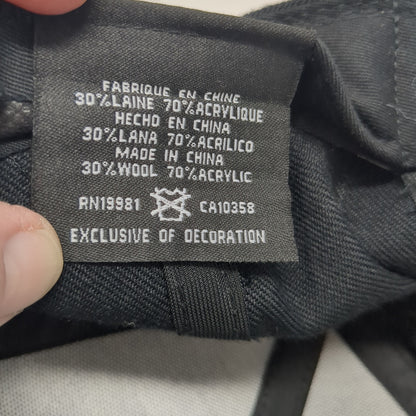 FABRIQUE EN CHINE
30%LAINE 70%ACRYLIQUE
HECHO EN CHINA
30%LANA 70%ACRILICO
MADE IN CHINA
30%WOOL 70%ACRYLIC
RN19981 CA10358
EXCLUSIVE OF DECORATION